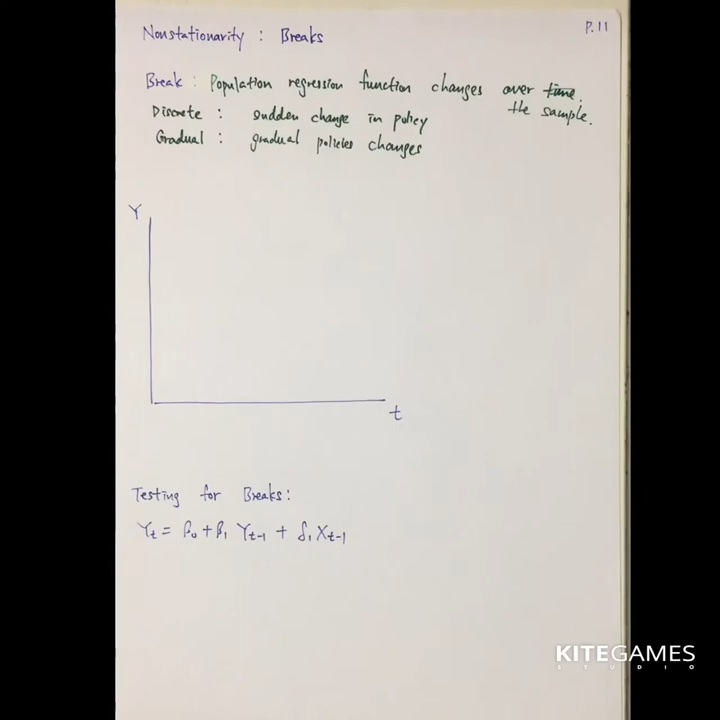 P.11
Nonstationarity : Breaks
Break : Population regression function changes over time.
the sample.
Discrete : sudden change in policy
Gradual : gradual policies changes
Y
t
Testing for Breaks:
Yt = β0 + β1 Yt-1 + δ1 Xt-1
KITEGAMES
STUDIO